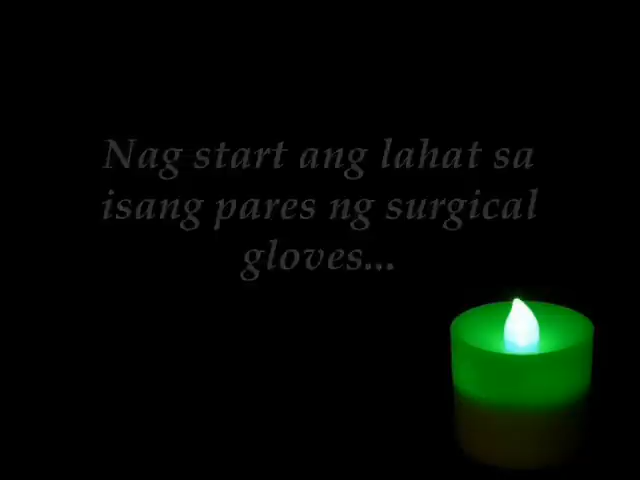 Nag start ang lahat sa
isang pares ng surgical
gloves...